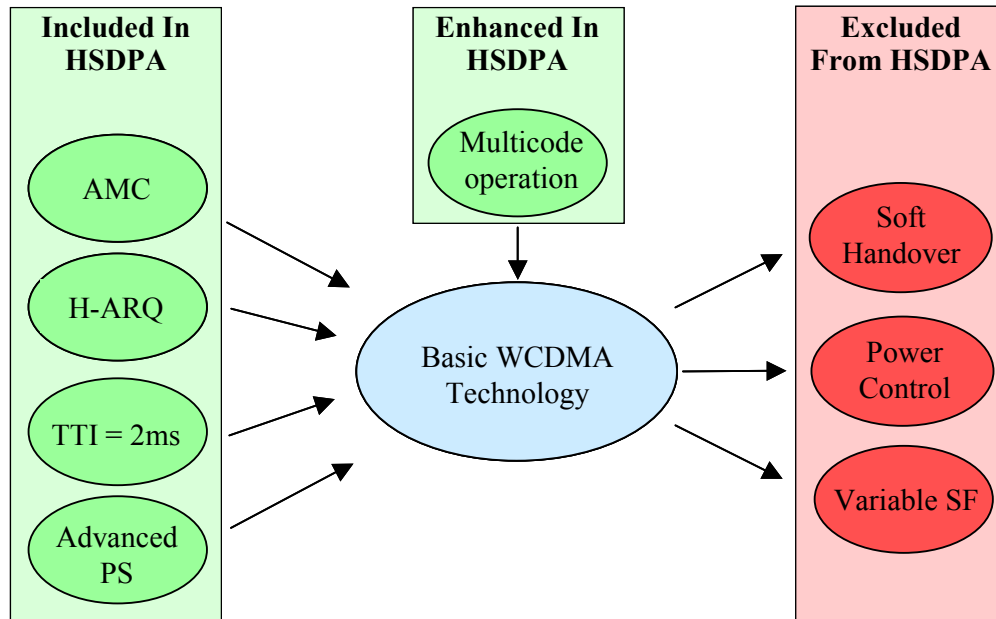 Included In
HSDPA
AMC
H-ARQ
TTI = 2ms
Advanced
PS
Enhanced In
HSDPA
Multicode
operation
Basic WCDMA
Technology
Excluded
From HSDPA
Soft
Handover
Power
Control
Variable SF